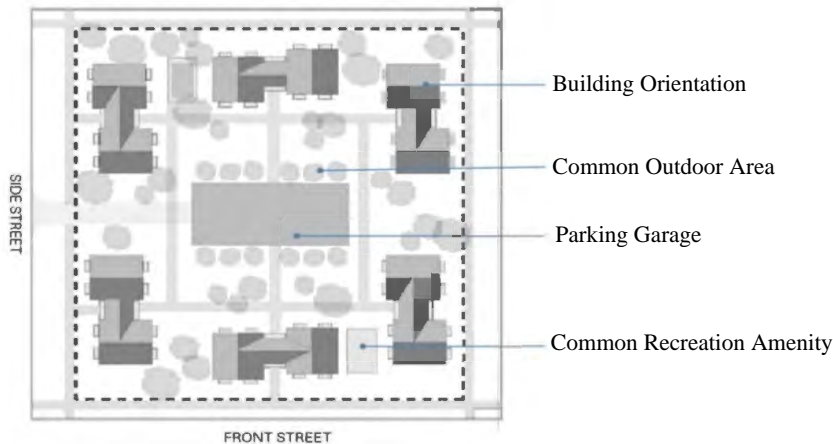 Building Orientation
Common Outdoor Area
SIDE STREET
Parking Garage
Common Recreation Amenity
FRONT STREET